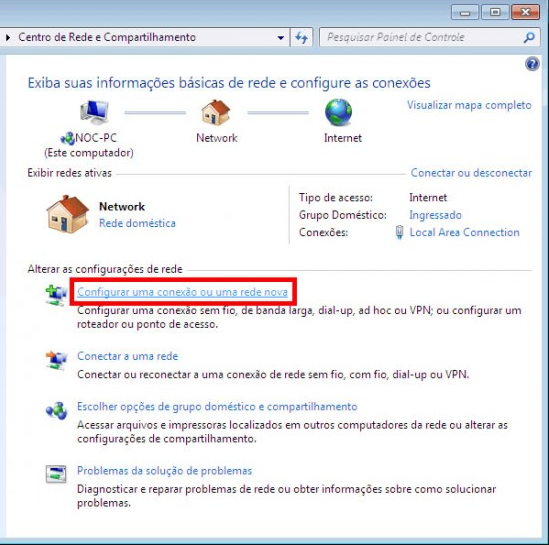 Centro de Rede e Compartilhamento
Pesquisar Painel de Controle
Exiba suas informações básicas de rede e configure as conexões
Visualizar mapa completo
NOC-PC
(Este computador)
Network
Internet
Exibir redes ativas
Conectar ou desconectar
Network
Rede doméstica
Tipo de acesso: Internet
Grupo Doméstico: Ingressado
Conexões: Local Area Connection
Alterar as configurações de rede
Configurar uma conexão ou uma rede nova
Configurar uma conexão sem fio, de banda larga, dial-up, ad hoc ou VPN; ou configurar um
roteador ou ponto de acesso.
Conectar a uma rede
Conectar ou reconectar a uma conexão de rede sem fio, com fio, dial-up ou VPN.
Escolher opções de grupo doméstico e compartilhamento
Acessar arquivos e impressoras localizados em outros computadores da rede ou alterar as
configurações de compartilhamento.
Problemas da solução de problemas
Diagnosticar e reparar problemas de rede ou obter informações sobre como solucionar
problemas.